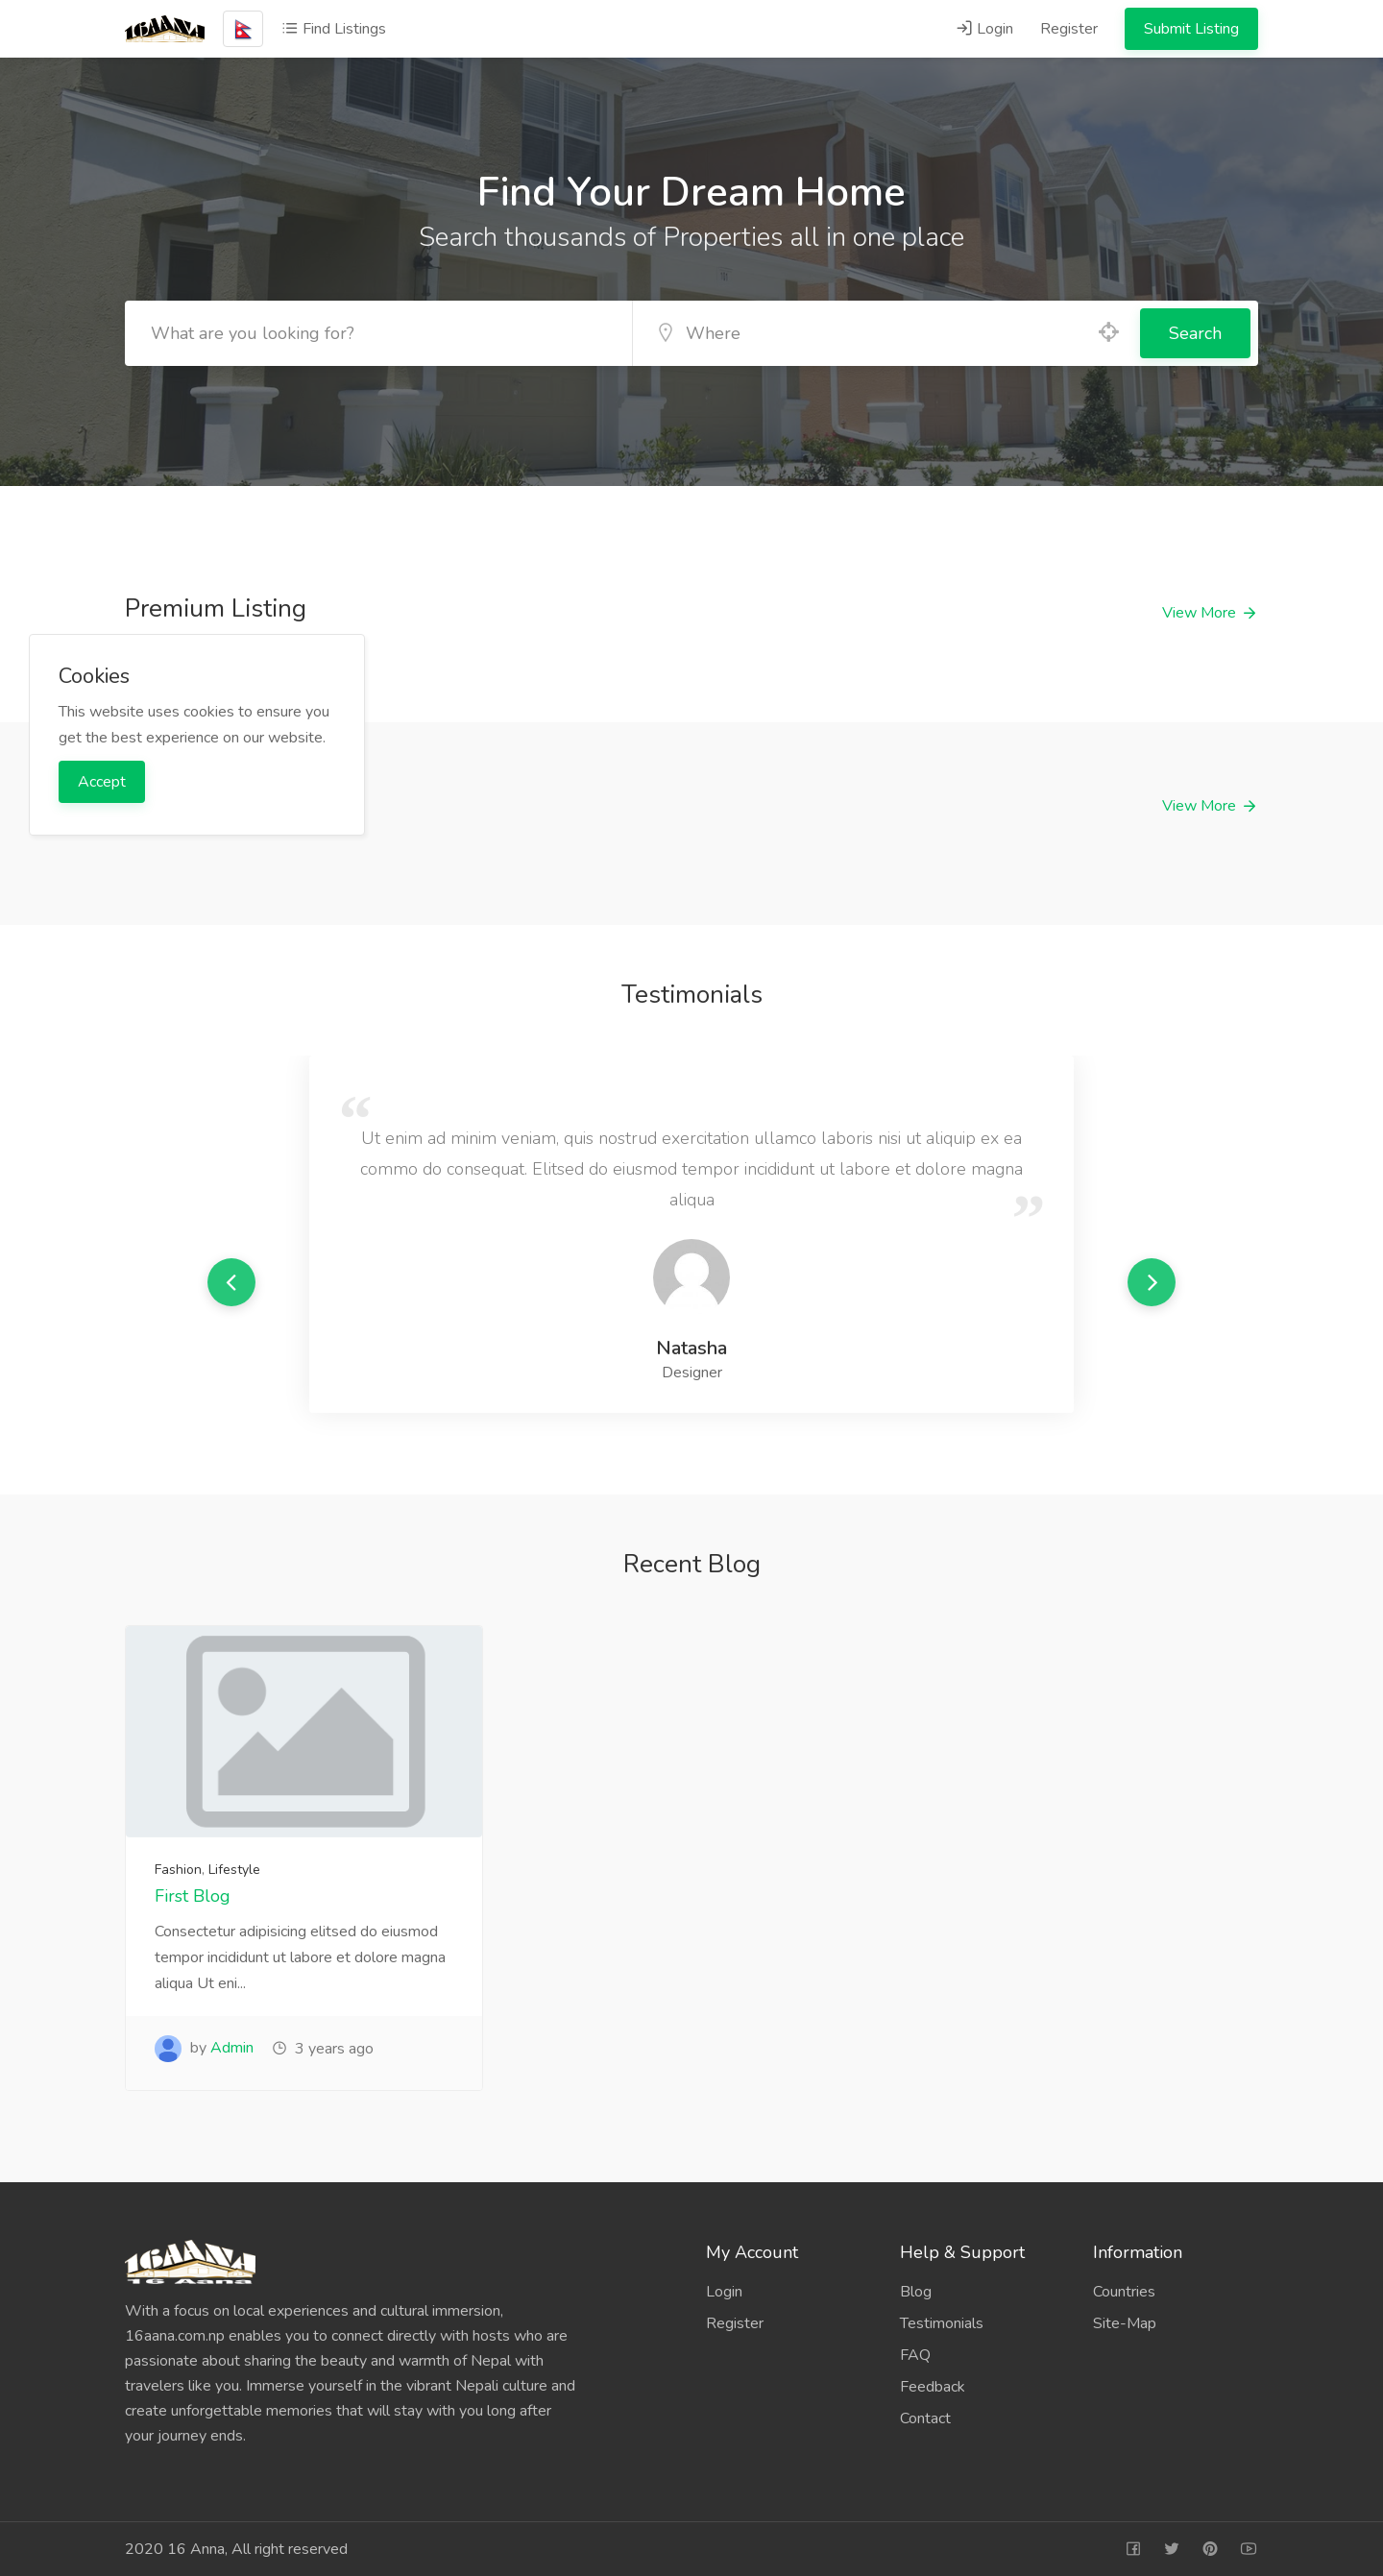 16AANA
Find Listings
Login
Register
Submit Listing
Find Your Dream Home
Search thousands of Properties all in one place
What are you looking for?
Where
Search
Premium Listing
View More
Cookies
This website uses cookies to ensure you
get the best experience on our website.
Accept
View More
Testimonials
“
Ut enim ad minim veniam, quis nostrud exercitation ullamco laboris nisi ut aliquip ex ea
commo do consequat. Elitsed do eiusmod tempor incididunt ut labore et dolore magna
aliqua
”
Natasha
Designer
Recent Blog
Fashion, Lifestyle
First Blog
Consectetur adipisicing elitsed do eiusmod
tempor incididunt ut labore et dolore magna
aliqua Ut eni...
by Admin
3 years ago
16AANA
16 Aana
With a focus on local experiences and cultural immersion,
16aana.com.np enables you to connect directly with hosts who are
passionate about sharing the beauty and warmth of Nepal with
travelers like you. Immerse yourself in the vibrant Nepali culture and
create unforgettable memories that will stay with you long after
your journey ends.
My Account
Login
Register
Help & Support
Blog
Testimonials
FAQ
Feedback
Contact
Information
Countries
Site-Map
2020 16 Anna, All right reserved